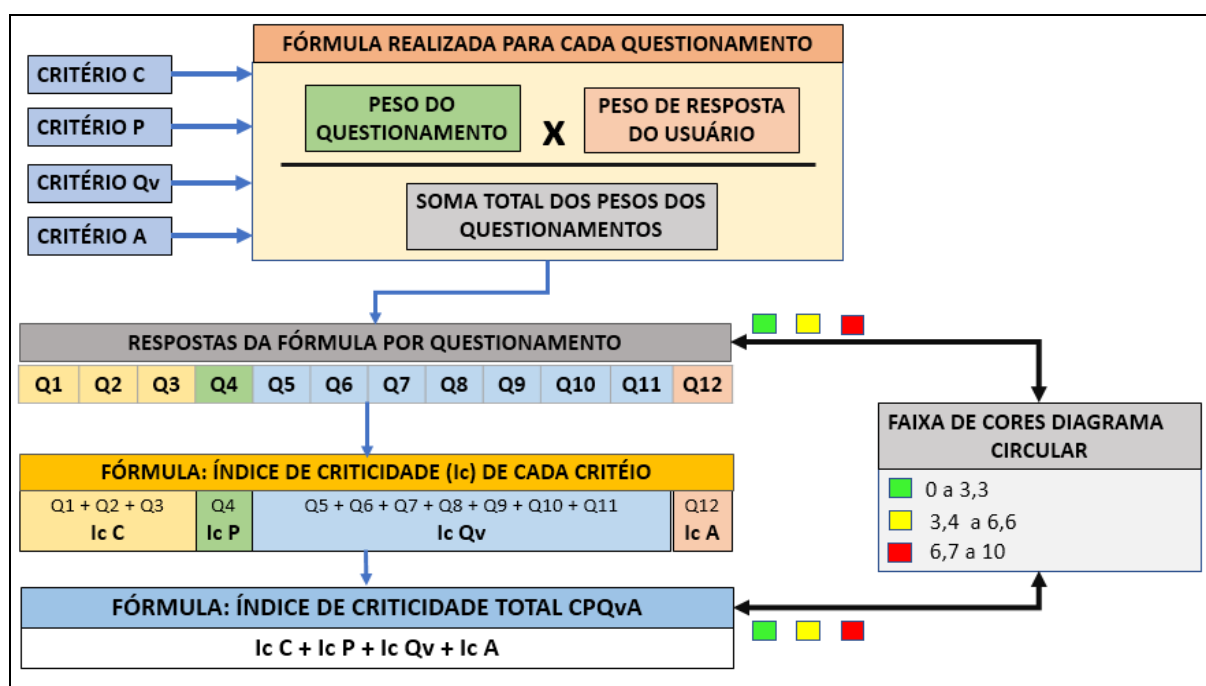 FÓRMULA REALIZADA PARA CADA QUESTIONAMENTO
CRITÉRIO C
CRITÉRIO P
CRITÉRIO Qv
CRITÉRIO A
PESO DO
QUESTIONAMENTO
X
PESO DE RESPOSTA
DO USUÁRIO
SOMA TOTAL DOS PESOS DOS
QUESTIONAMENTOS
RESPOSTAS DA FÓRMULA POR QUESTIONAMENTO
Q1 Q2 Q3 Q4 Q5 Q6 Q7 Q8 Q9 Q10 Q11 Q12
FÓRMULA: ÍNDICE DE CRITICIDADE (Ic) DE CADA CRITÉIO
Q1 + Q2 + Q3 Q4 Q5 + Q6 + Q7 + Q8 + Q9 + Q10 + Q11 Q12
Ic C Ic P Ic Qv Ic A
FÓRMULA: ÍNDICE DE CRITICIDADE TOTAL CPQvA
Ic C + Ic P + Ic Qv + Ic A
FAIXA DE CORES DIAGRAMA
CIRCULAR
0 a 3,3
3,4 a 6,6
6,7 a 10